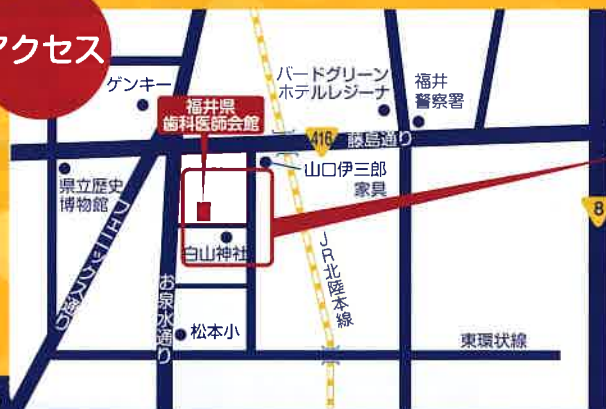 アクセス
ゲンキー
バードグリーン
ホテルレジーナ
福井
警察署
福井県
歯科医師会館
416
藤島通り
山口伊三郎
家具
県立歴史
博物館
8
フェニックス通り
白山神社
JR北陸本線
お泉水通り
松本小
東環状線